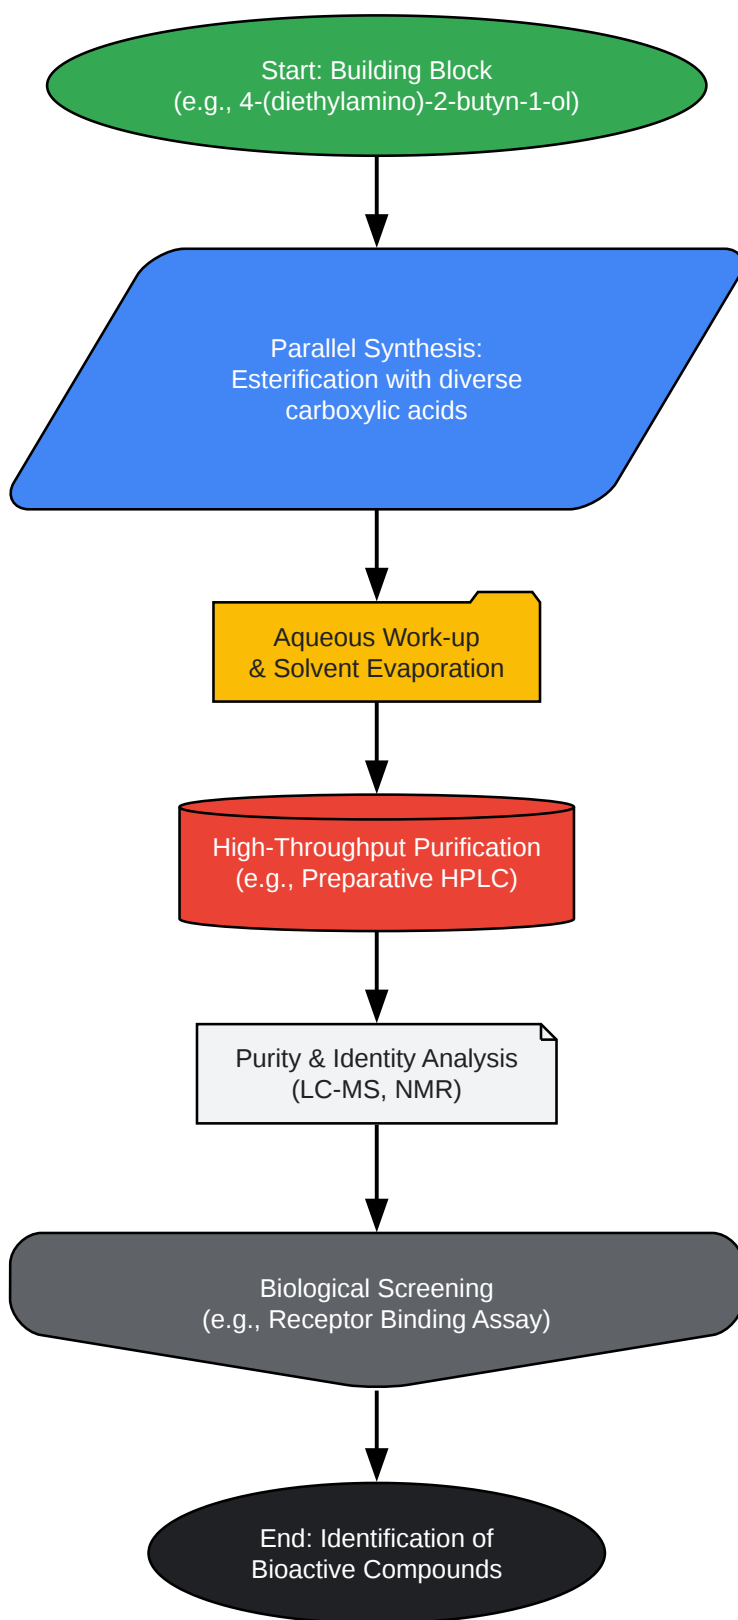 Start: Building Block
(e.g., 4-(diethylamino)-2-butyn-1-ol)
Parallel Synthesis:
Esterification with diverse
carboxylic acids
Aqueous Work-up
& Solvent Evaporation
High-Throughput Purification
(e.g., Preparative HPLC)
Purity & Identity Analysis
(LC-MS, NMR)
Biological Screening
(e.g., Receptor Binding Assay)
End: Identification of
Bioactive Compounds